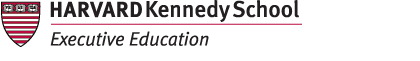 HARVARD Kennedy School
Executive Education